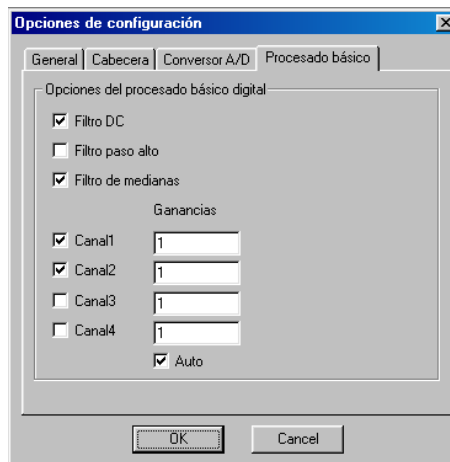 Opciones de configuración
General Cabecera Conversor A/D Procesado básico
Opciones del procesado básico digital
Filtro DC
Filtro paso alto
Filtro de medianas
Ganancias
Canal1 1
Canal2 1
Canal3 1
Canal4 1
Auto
OK Cancel